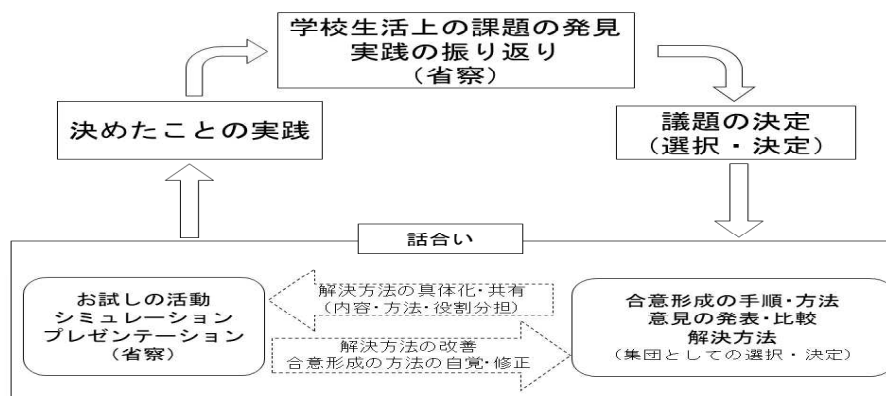 学校生活上の課題の発見
実践の振り返り
(省察)
決めたことの実践
議題の決定
(選択・決定)
話合い
お試しの活動
シミュレーション
プレゼンテーション
(省察)
解決方法の具体化・共有
(内容・方法・役割分担)
解決方法の改善
合意形成の方法の自覚・修正
合意形成の手順・方法
意見の発表・比較
解決方法
(集団としての選択・決定)